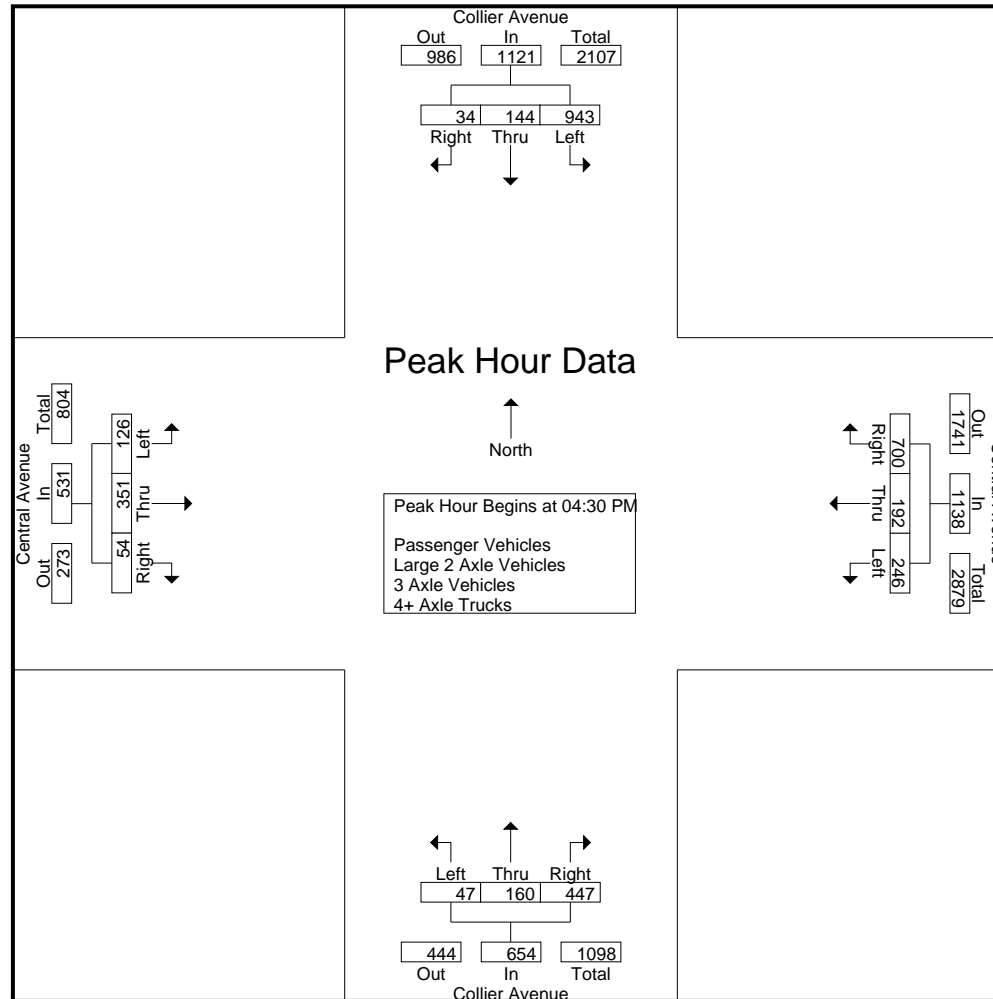 Collier Avenue
Out In Total
986 1121 2107
34 144 943
Right Thru Left
Peak Hour Data
North
Peak Hour Begins at 04:30 PM
Passenger Vehicles
Large 2 Axle Vehicles
3 Axle Vehicles
4+ Axle Trucks
Central Avenue
Out In Total
273 531 804
54 351 126
Right Thru Left
Out In Total
1741 1138 2879
700 192 246
Right Thru Left
Left Thru Right
47 160 447
444 654 1098
Out In Total
Collier Avenue